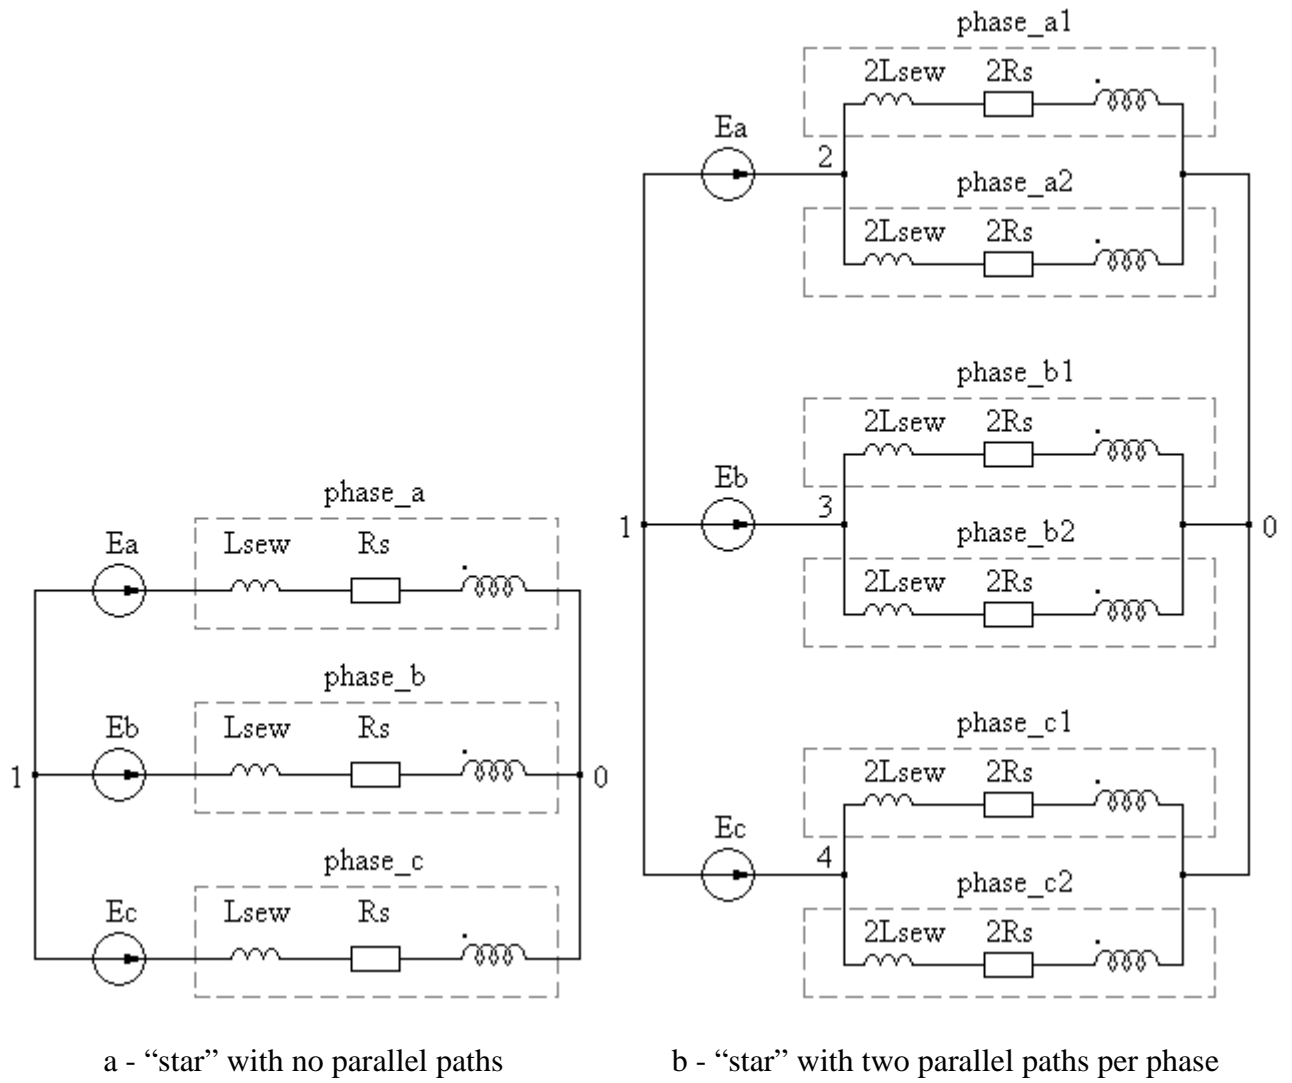 phase_a
Ea
Lsew Rs
phase_b
Eb
Lsew Rs
1
0
phase_c
Ec
Lsew Rs
a - “star” with no parallel paths
phase_a1
2Lsew 2Rs
Ea
2
phase_a2
2Lsew 2Rs
phase_b1
2Lsew 2Rs
Eb
3
1
0
phase_b2
2Lsew 2Rs
phase_c1
2Lsew 2Rs
Ec
4
phase_c2
2Lsew 2Rs
b - “star” with two parallel paths per phase